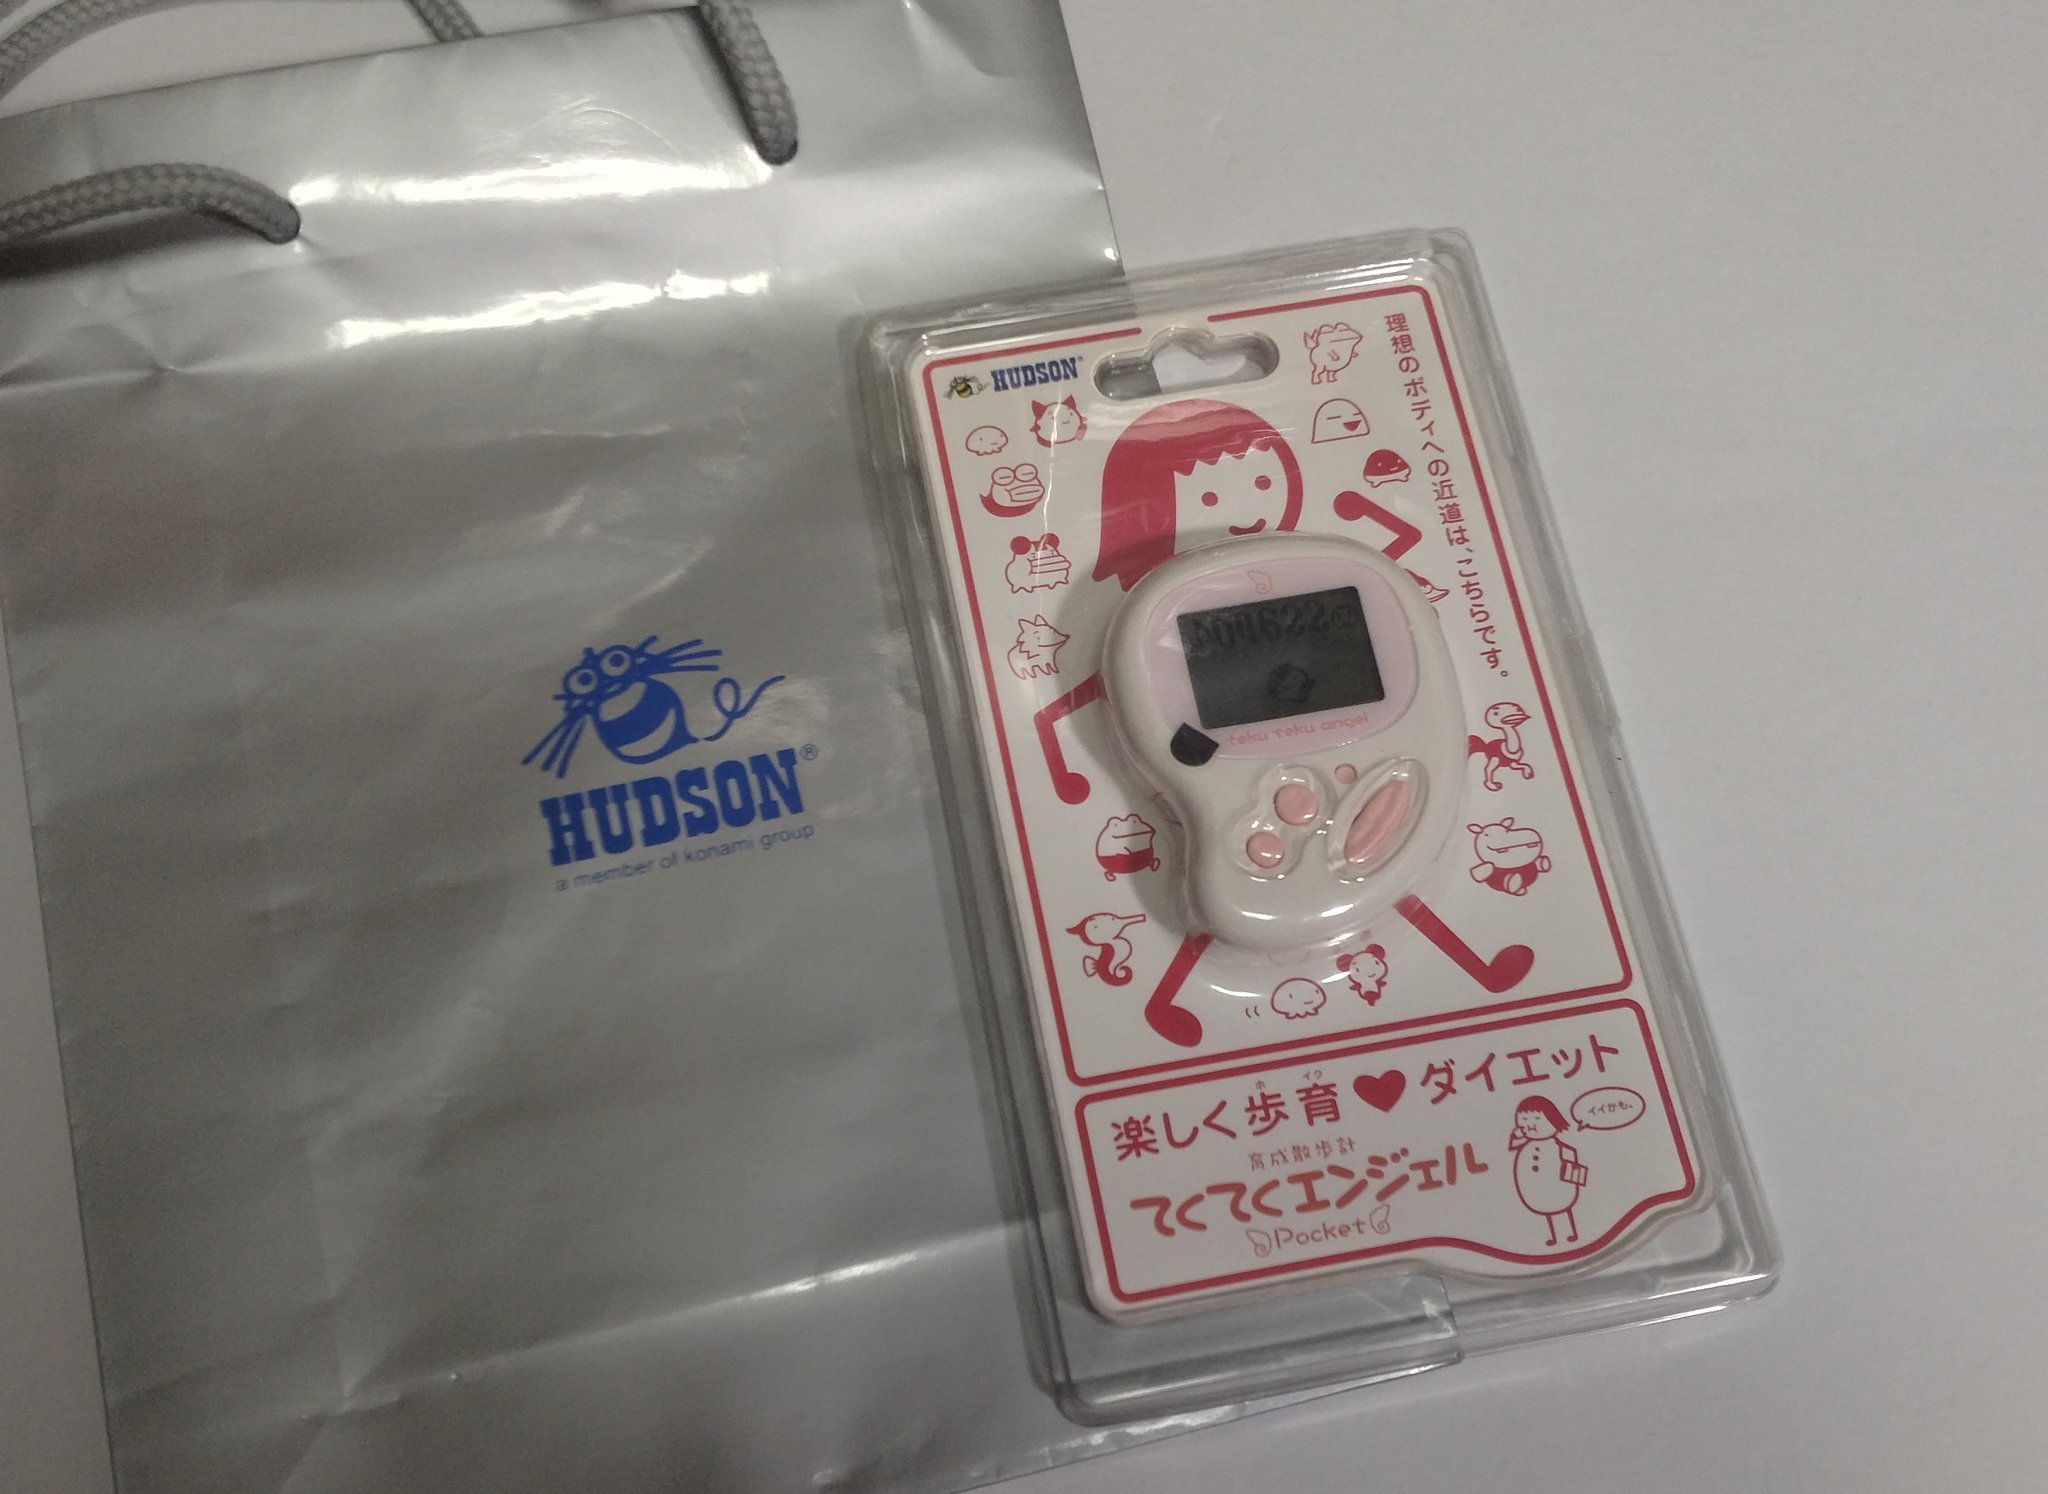 HUDSON®
a member of konami group
HUDSON®
理想のボディへの近道は、こちらです。
04622
teku teku angel
楽しく歩育♥ダイエット
ホ イク
イイかも。
育成散歩計
てくてくエンジェル
Pocket